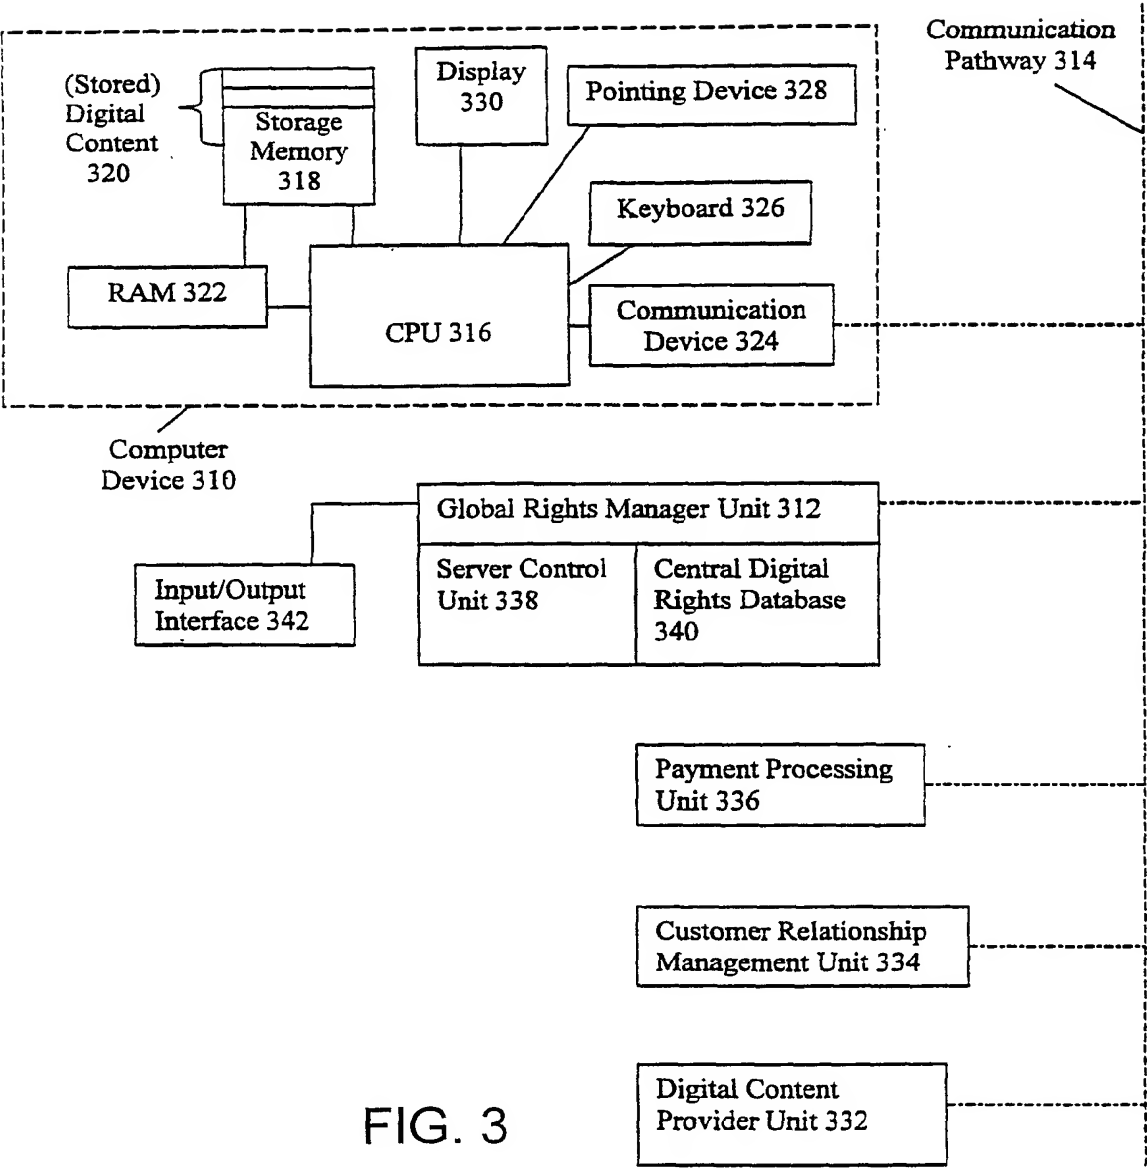 Communication
Pathway 314
(Stored)
Digital
Content
320
Storage
Memory
318
Display
330
Pointing Device 328
Keyboard 326
RAM 322
CPU 316
Communication
Device 324
Computer
Device 310
Global Rights Manager Unit 312
Input/Output
Interface 342
Server Control
Unit 338
Central Digital
Rights Database
340
Payment Processing
Unit 336
Customer Relationship
Management Unit 334
Digital Content
Provider Unit 332
FIG. 3